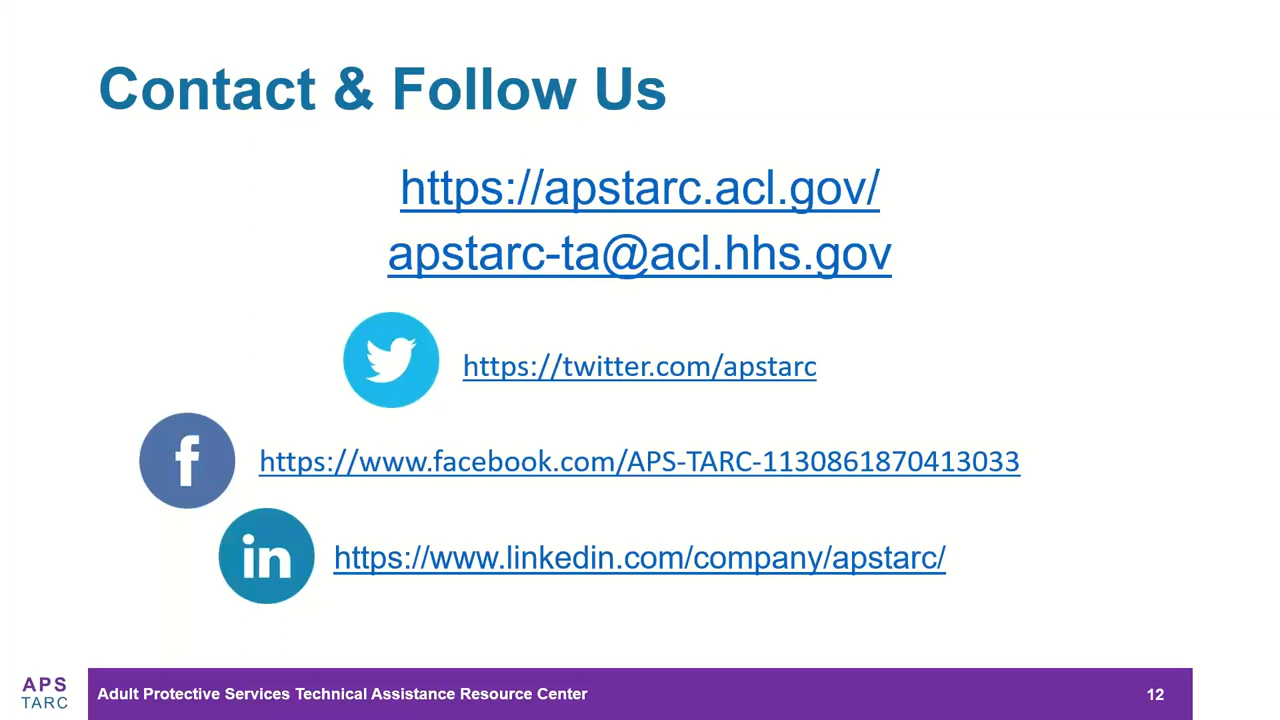 Contact & Follow Us
https://apstarc.acl.gov/
apstarc-ta@acl.hhs.gov
https://twitter.com/apstarc
f
https://www.facebook.com/APS-TARC-1130861870413033
in
https://www.linkedin.com/company/apstarc/
APS
TARC
Adult Protective Services Technical Assistance Resource Center
12